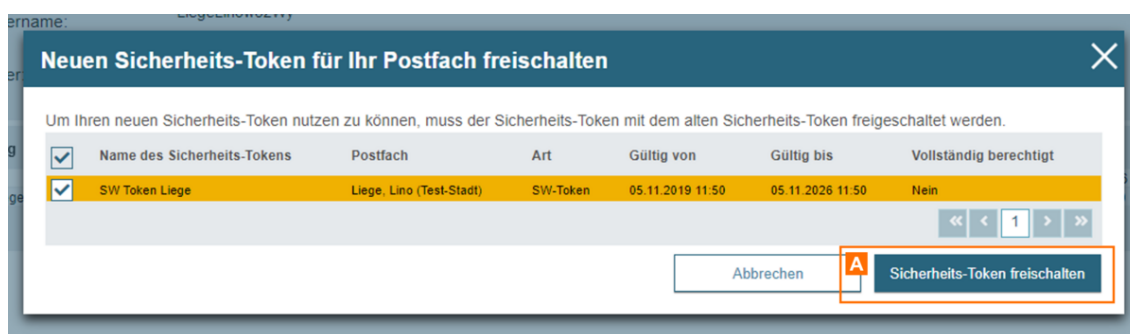 ername:
Neuen Sicherheits-Token für Ihr Postfach freischalten
er:
Um Ihren neuen Sicherheits-Token nutzen zu können, muss der Sicherheits-Token mit dem alten Sicherheits-Token freigeschaltet werden.
g
Name des Sicherheits-Tokens Postfach Art Gültig von Gültig bis Vollständig berechtigt
ge
SW Token Liege Liege, Lino (Test-Stadt) SW-Token 05.11.2019 11:50 05.11.2026 11:50 Nein
« < 1 > »
Abbrechen A Sicherheits-Token freischalten